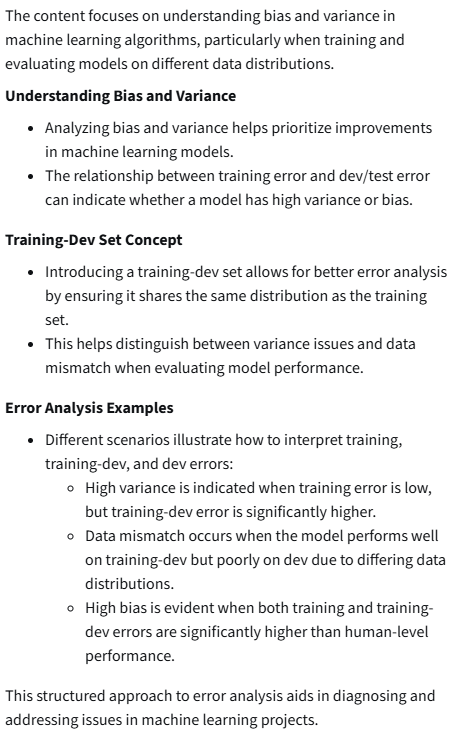 The content focuses on understanding bias and variance in
machine learning algorithms, particularly when training and
evaluating models on different data distributions.
Understanding Bias and Variance
• Analyzing bias and variance helps prioritize improvements
in machine learning models.
• The relationship between training error and dev/test error
can indicate whether a model has high variance or bias.
Training-Dev Set Concept
• Introducing a training-dev set allows for better error analysis
by ensuring it shares the same distribution as the training
set.
• This helps distinguish between variance issues and data
mismatch when evaluating model performance.
Error Analysis Examples
• Different scenarios illustrate how to interpret training,
training-dev, and dev errors:
◦ High variance is indicated when training error is low,
but training-dev error is significantly higher.
◦ Data mismatch occurs when the model performs well
on training-dev but poorly on dev due to differing data
distributions.
◦ High bias is evident when both training and training-
dev errors are significantly higher than human-level
performance.
This structured approach to error analysis aids in diagnosing and
addressing issues in machine learning projects.